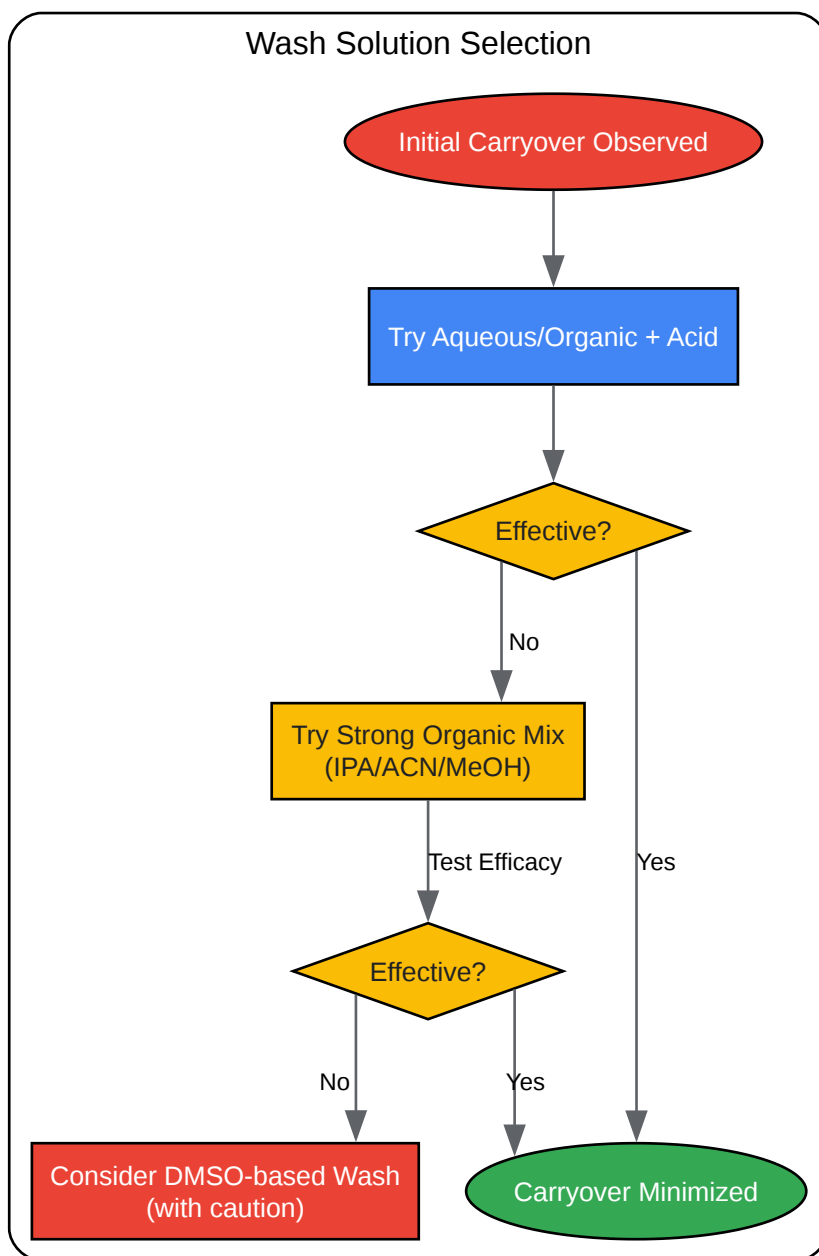 Wash Solution Selection
Initial Carryover Observed
Try Aqueous/Organic + Acid
Effective?
No
Try Strong Organic Mix
(IPA/ACN/MeOH)
Test Efficacy
Yes
Effective?
No
Yes
Consider DMSO-based Wash
(with caution)
Carryover Minimized